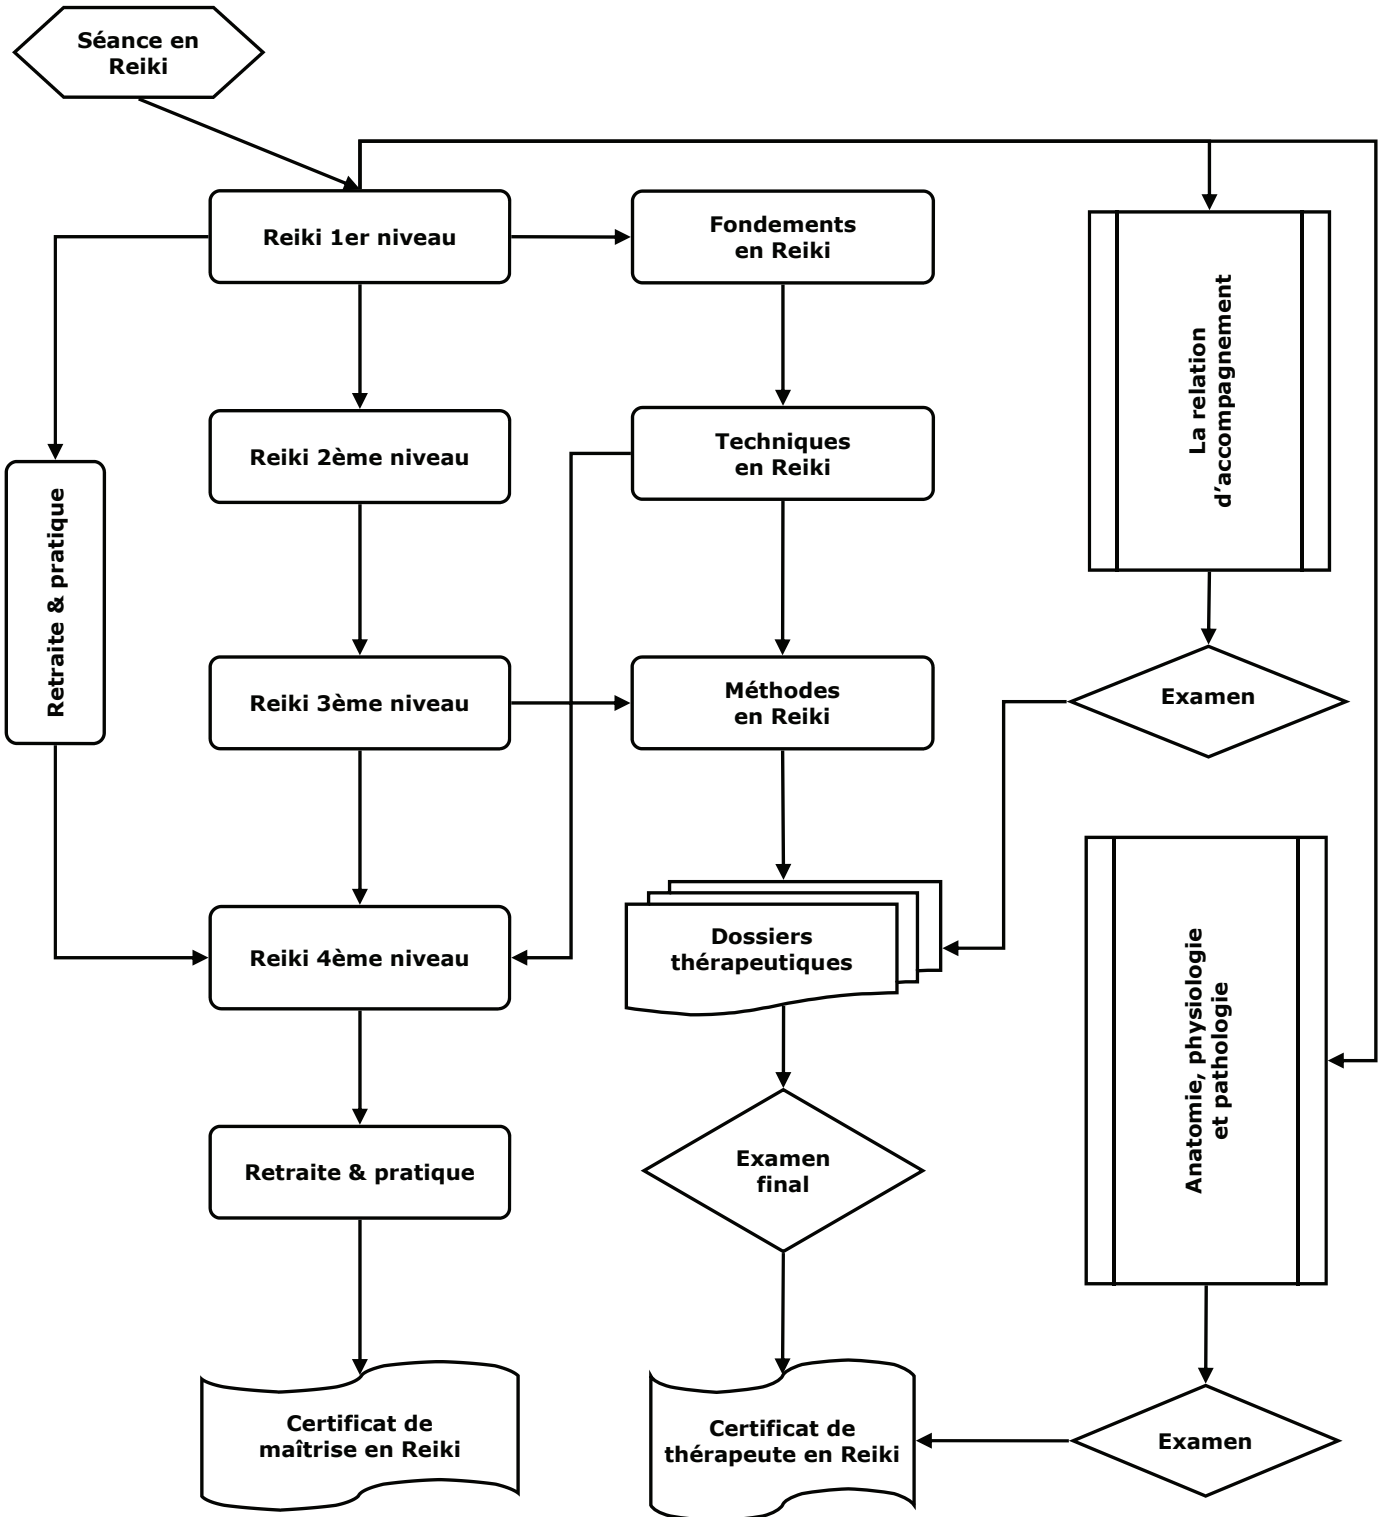 Séance en
Reiki
Reiki 1er niveau
Fondements
en Reiki
La relation
d’accompagnement
Reiki 2ème niveau
Techniques
en Reiki
Retraite & pratique
Reiki 3ème niveau
Méthodes
en Reiki
Examen
Reiki 4ème niveau
Dossiers
thérapeutiques
Anatomie, physiologie
et pathologie
Retraite & pratique
Examen
final
Certificat de
maîtrise en Reiki
Certificat de
thérapeute en Reiki
Examen